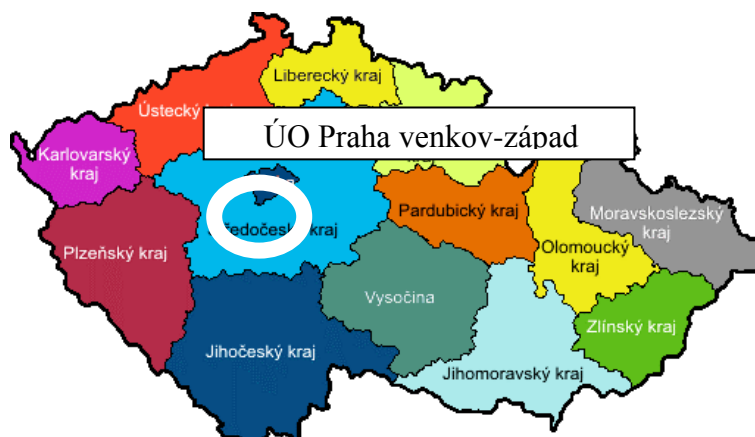 Liberecký kraj
Ústecký
ÚO Praha venkov-západ
Karlovarský
kraj
Moravskoslezský
kraj
Pardubický kraj
ředočeský kraj
Olomoucký
kraj
Plzeňský kraj
Vysočina
Zlínský kraj
Jihočeský kraj
Jihomoravský kraj